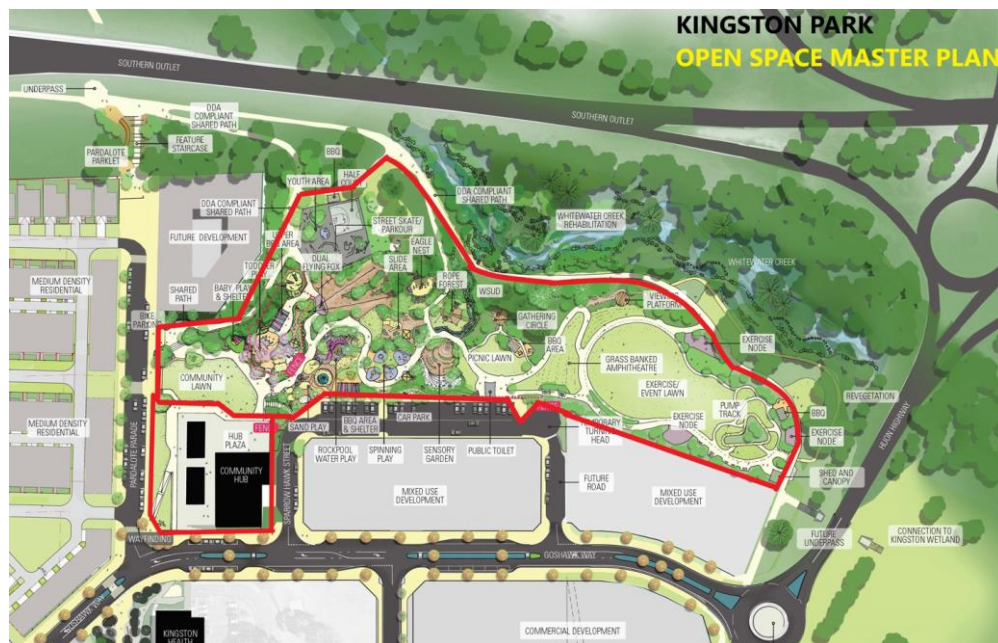 KINGSTON PARK
OPEN SPACE MASTER PLAN
SOUTHERN OUTLET
SOUTHERN OUTLET
UNDERPASS
DDA
COMPLIANT
SHARED PATH
FEATURE
STAIRCASE
PARDALOTE
PARKLET
BBQ
HALF
YOUTH AREA
DDA COMPLIANT
SHARED PATH
DDA COMPLIANT
SHARED PATH
STREET SKATE/
PARKOUR
WHITEWATER CREEK
REHABILITATION
WHITEWATER CREEK
FUTURE DEVELOPMENT
BBQ AREA
DUAL
FLYING FOX
SLIDE
AREA
EAGLE
NEST
ROPE
FOREST
WSUD
MEDIUM DENSITY
RESIDENTIAL
SHARED
PATH
BABY PLAY
& SHELTER
BIKE
GATHERING
CIRCLE
PLATFORM
BBQ
AREA
EXERCISE
NODE
PICNIC LAWN
GRASS BANKED
AMPHITHEATRE
COMMUNITY
LAWN
EXERCISE/
EVENT LAWN
PUMP
TRACK
REVEGETATION
BBQ
EXERCISE
NODE
EXERCISE
NODE
MEDIUM DENSITY
RESIDENTIAL
PARDALOTE PARADE
HUB
PLAZA
COMMUNITY
HUB
SAND PLAY
BBQ AREA
& SHELTER
CAR PARK
HEAD
ROCKPOOL
WATER PLAY
SPINNING
PLAY
SENSORY
GARDEN
PUBLIC TOILET
SPARROW HAWK STREET
MIXED USE
DEVELOPMENT
FUTURE
ROAD
MIXED USE
DEVELOPMENT
SHED AND
CANOPY
HUON HIGHWAY
WAYFINDING
GOSHAWK WAY
FUTURE
UNDERPASS
CONNECTION TO
KINGSTON WETLAND
GOSHAWK WAY
KINGSTON
HEALTH
COMMERCIAL DEVELOPMENT